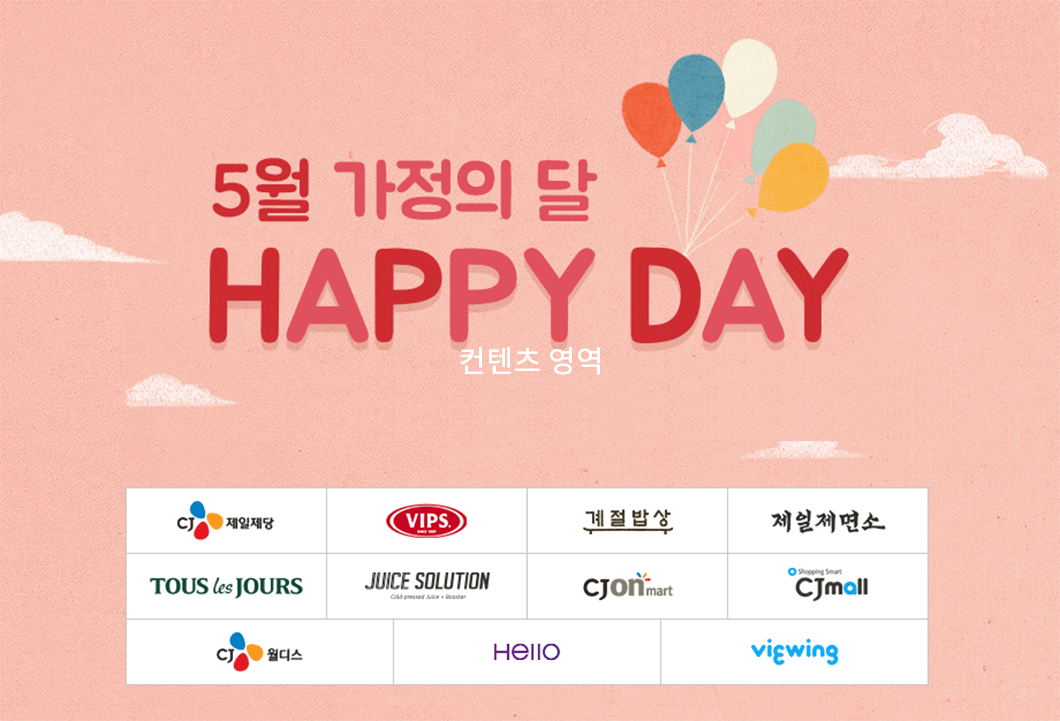 5월 가정의 달
HAPPY DAY
컨텐츠 영역
CJ 제일제당
VIPS.
SINCE 1997
계절밥상
제일제면소
TOUS les JOURS
JUICE SOLUTION
Cold-pressed Juice + Booster
CJ ON mart
Shopping Smart
CJ mall
CJ 월디스
Hello
viewing